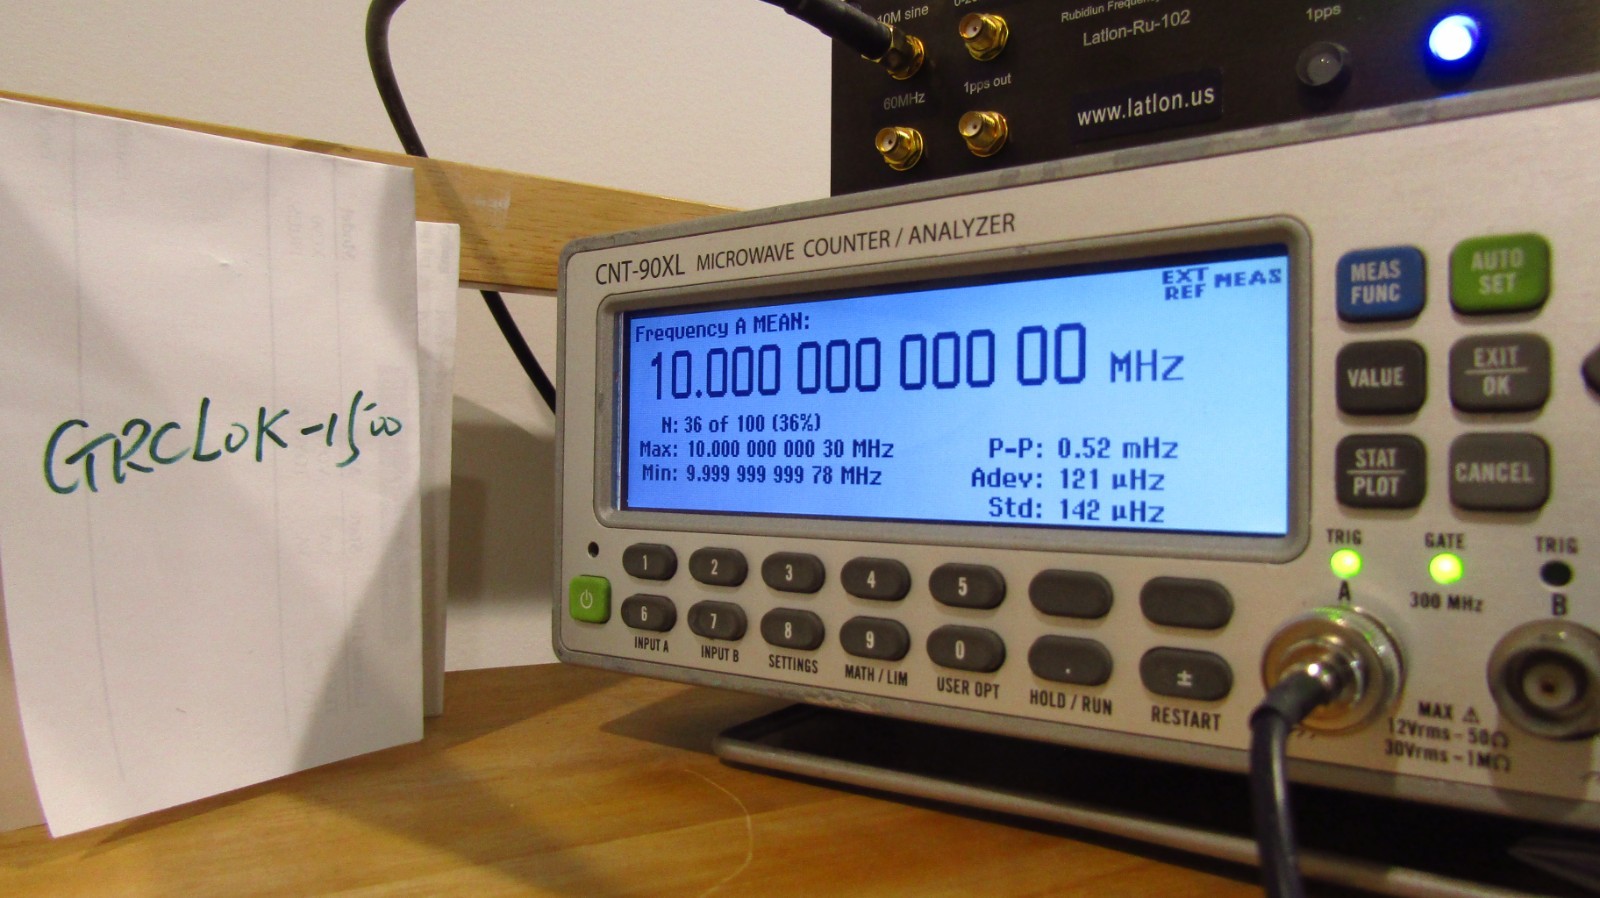 10M sine
Rubidiun Frequency
Latlon-Ru-102
1pps
60MHz
1pps out
www.latlon.us
GTRCLOK-1500
CNT-90XL MICROWAVE COUNTER / ANALYZER
EXT REF MEAS
Frequency A MEAN:
10.000 000 000 00 MHz
N: 36 of 100 (36%)
Max: 10.000 000 000 30 MHz
Min: 9.999 999 999 78 MHz
P-P: 0.52 mHz
Adev: 121 µHz
Std: 142 µHz
MEAS FUNC
AUTO SET
VALUE
EXIT OK
STAT PLOT
CANCEL
TRIG
A
GATE
300 MHz
TRIG
B
1 2 3 4 5
6 7 8 9 0 . ±
INPUT A
INPUT B
SETTINGS
MATH / LIM
USER OPT
HOLD / RUN
RESTART
MAX ⚠
12Vrms-50Ω
30Vrms-1MΩ